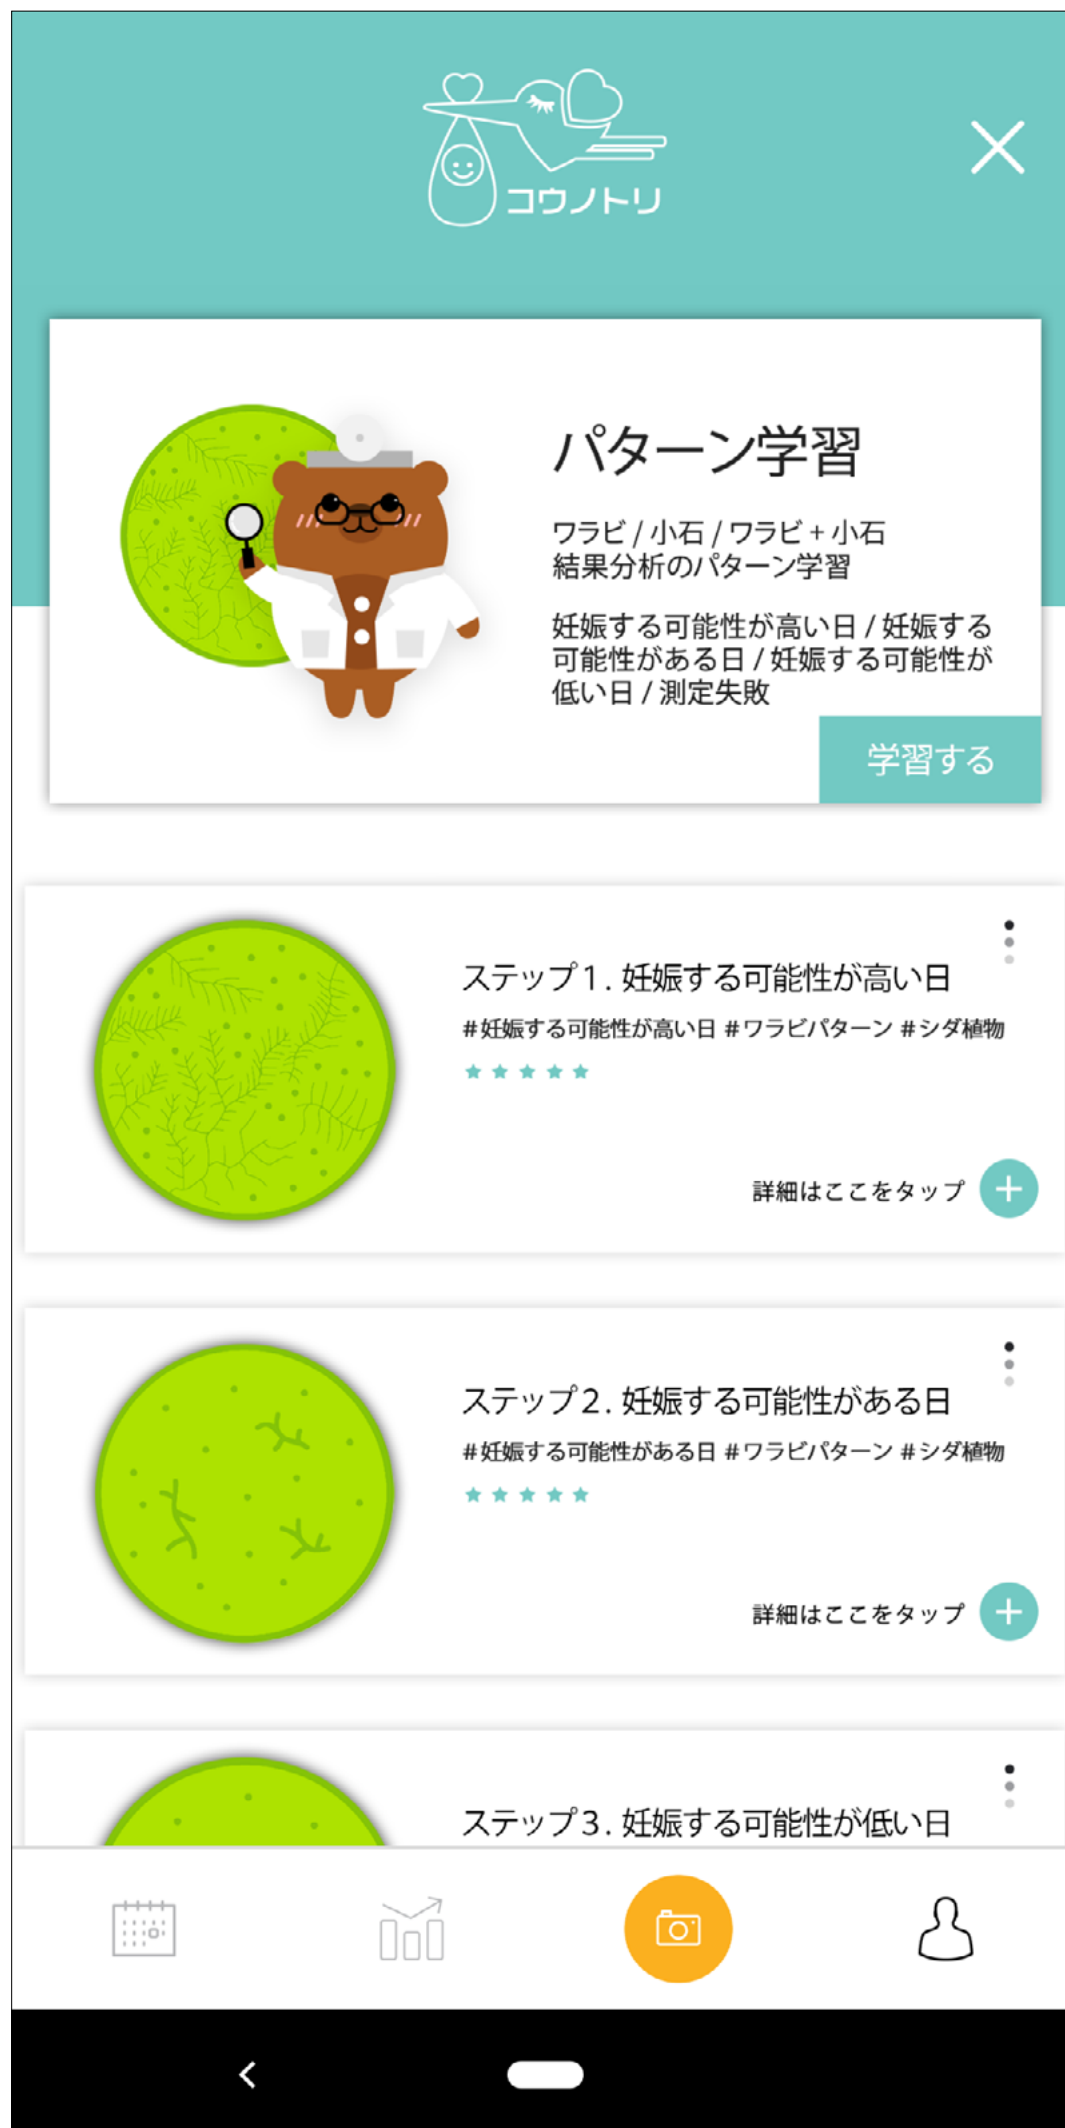 コウノトリ
パターン学習
ワラビ / 小石 / ワラビ + 小石
結果分析のパターン学習
妊娠する可能性が高い日 / 妊娠する
可能性がある日 / 妊娠する可能性が
低い日 / 測定失敗
学習する
ステップ1. 妊娠する可能性が高い日
#妊娠する可能性が高い日 #ワラビパターン #シダ植物
詳細はここをタップ
ステップ2. 妊娠する可能性がある日
#妊娠する可能性がある日 #ワラビパターン #シダ植物
詳細はここをタップ
ステップ3. 妊娠する可能性が低い日